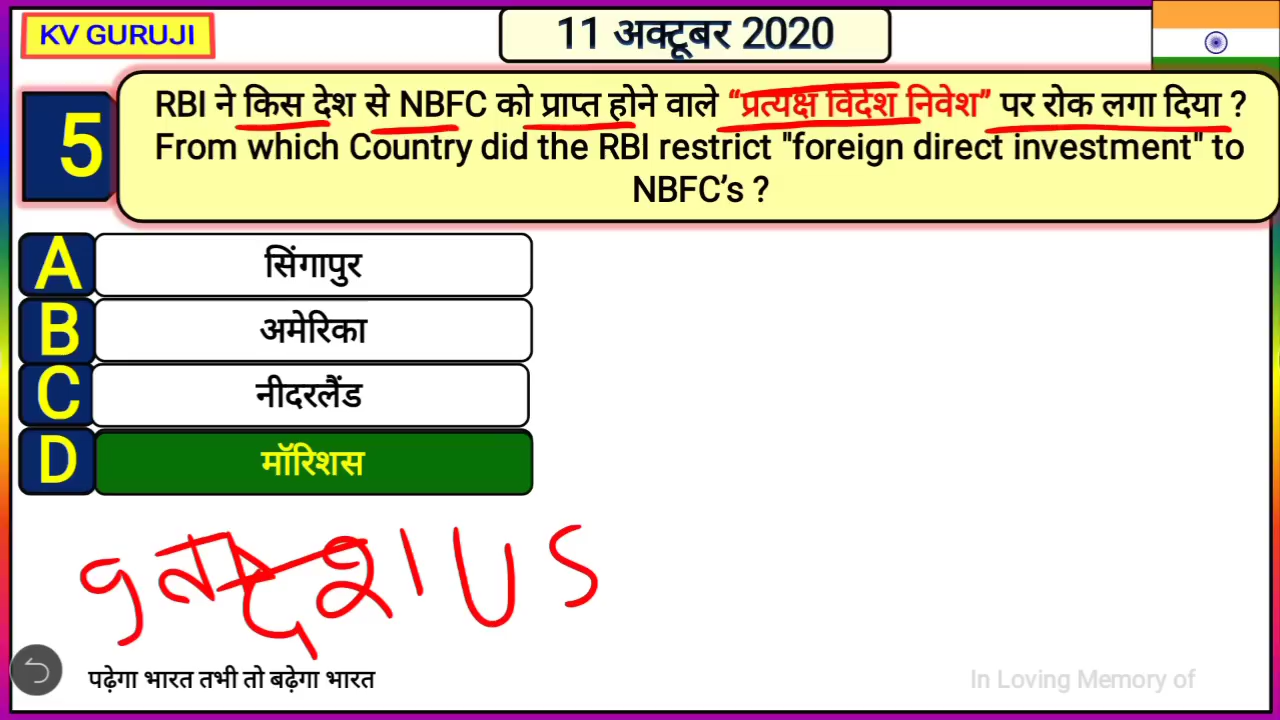 KV GURUJI
11 अक्टूबर 2020
5
RBI ने किस देश से NBFC को प्राप्त होने वाले “प्रत्यक्ष विदेश निवेश” पर रोक लगा दिया ?
From which Country did the RBI restrict "foreign direct investment" to
NBFC’s ?
A सिंगापुर
B अमेरिका
C नीदरलैंड
D मॉरिशस
US
पढ़ेगा भारत तभी तो बढ़ेगा भारत
In Loving Memory of